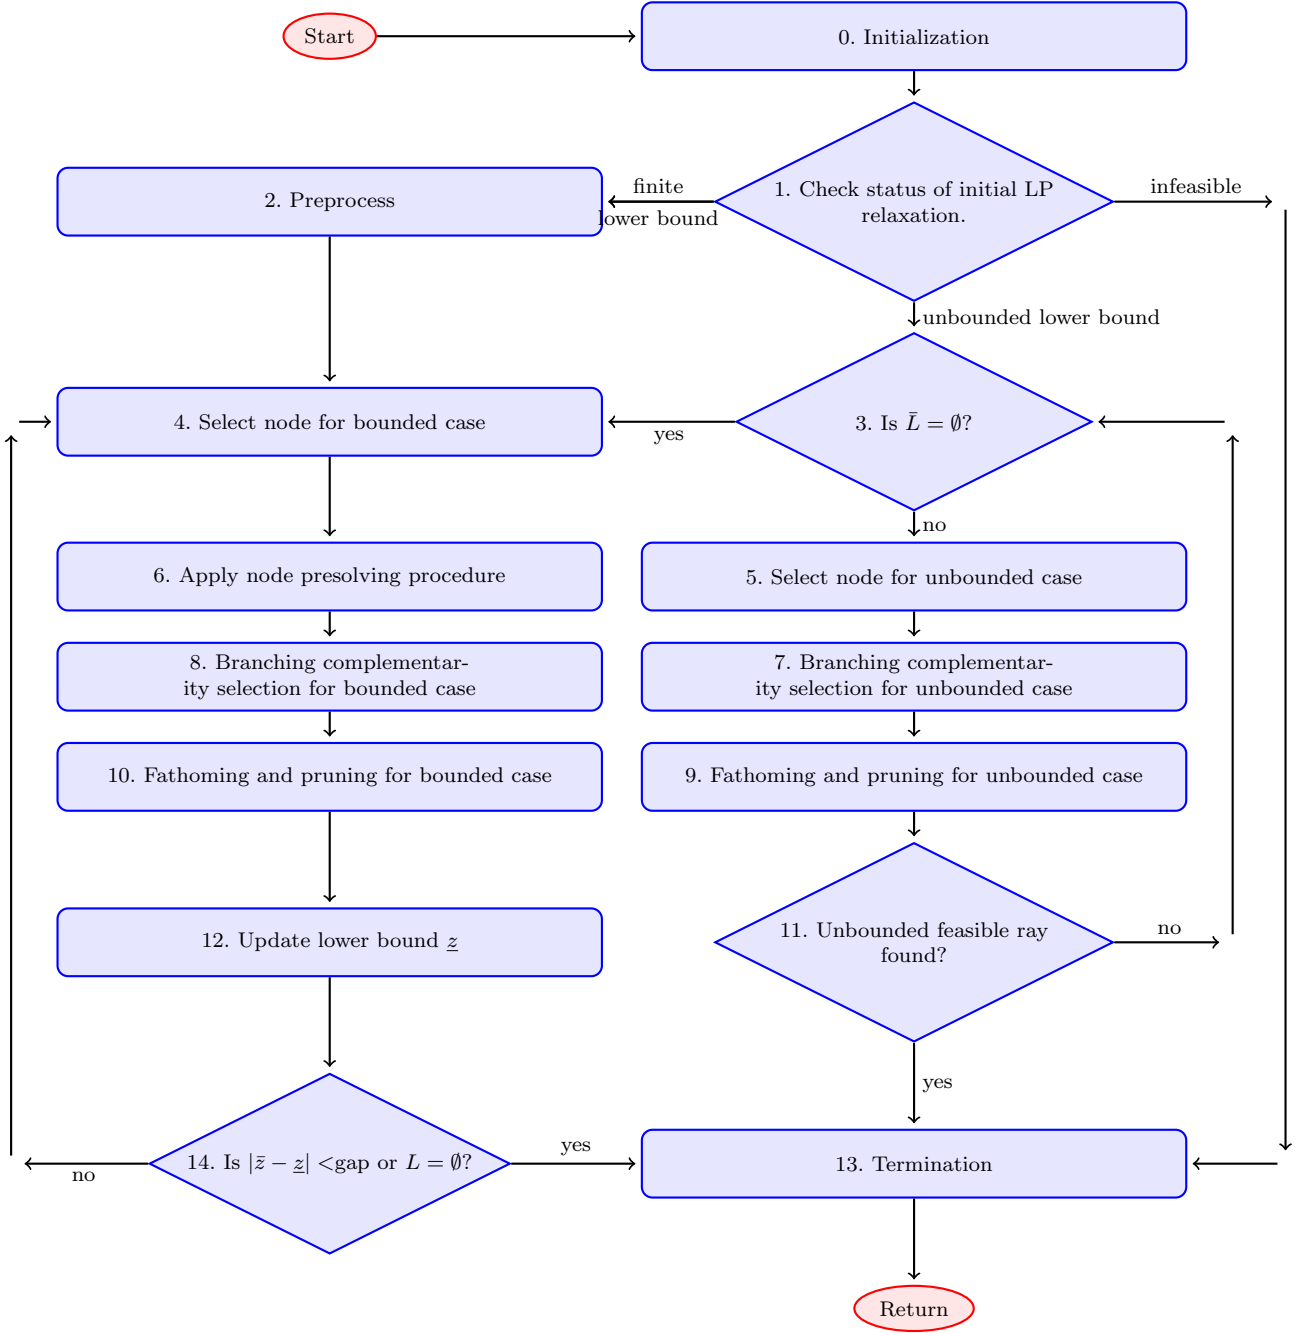 Start
0. Initialization
1. Check status of initial LP
relaxation.
finite
lower bound
infeasible
2. Preprocess
unbounded lower bound
4. Select node for bounded case
yes
3. Is L̄ = ∅?
no
6. Apply node presolving procedure
5. Select node for unbounded case
8. Branching complementar-
ity selection for bounded case
7. Branching complementar-
ity selection for unbounded case
10. Fathoming and pruning for bounded case
9. Fathoming and pruning for unbounded case
12. Update lower bound z̲
11. Unbounded feasible ray
found?
no
yes
14. Is |z̄ − z̲| <gap or L = ∅?
yes
no
13. Termination
Return